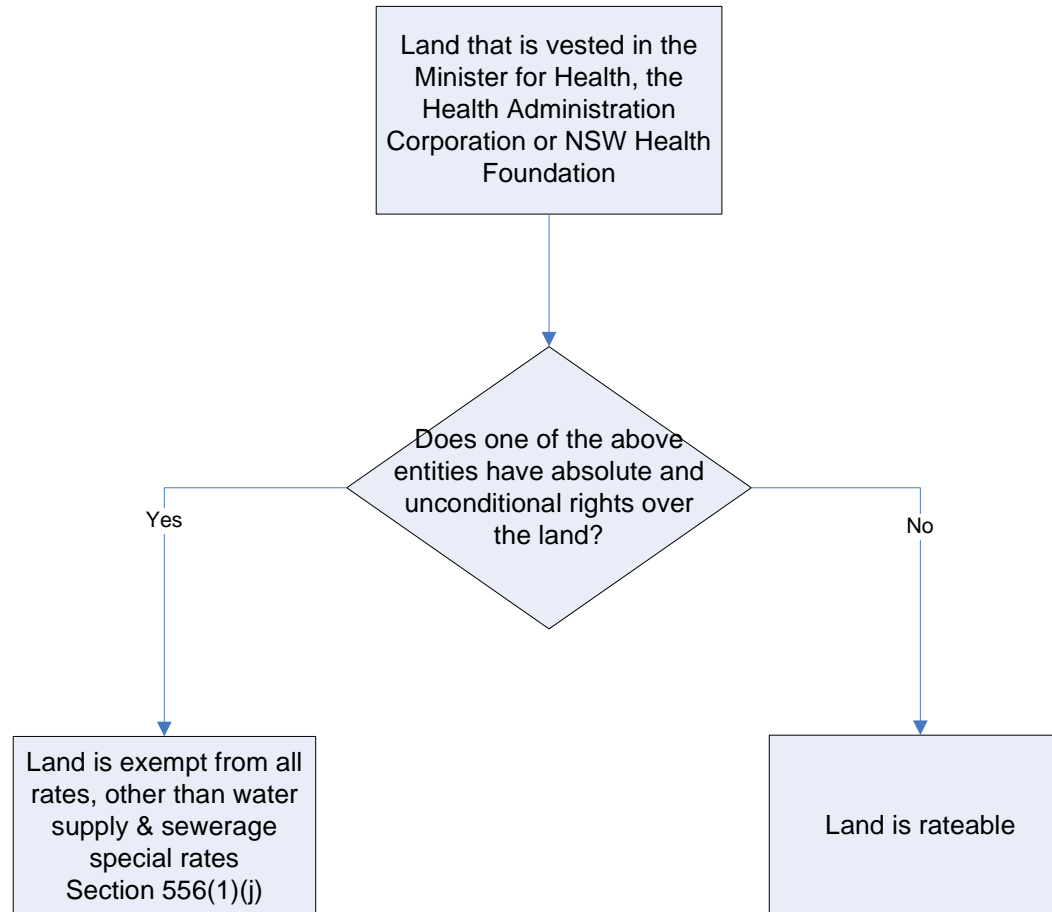 Land that is vested in the
Minister for Health, the
Health Administration
Corporation or NSW Health
Foundation
Does one of the above
entities have absolute and
unconditional rights over
the land?
Yes
No
Land is exempt from all
rates, other than water
supply & sewerage
special rates
Section 556(1)(j)
Land is rateable